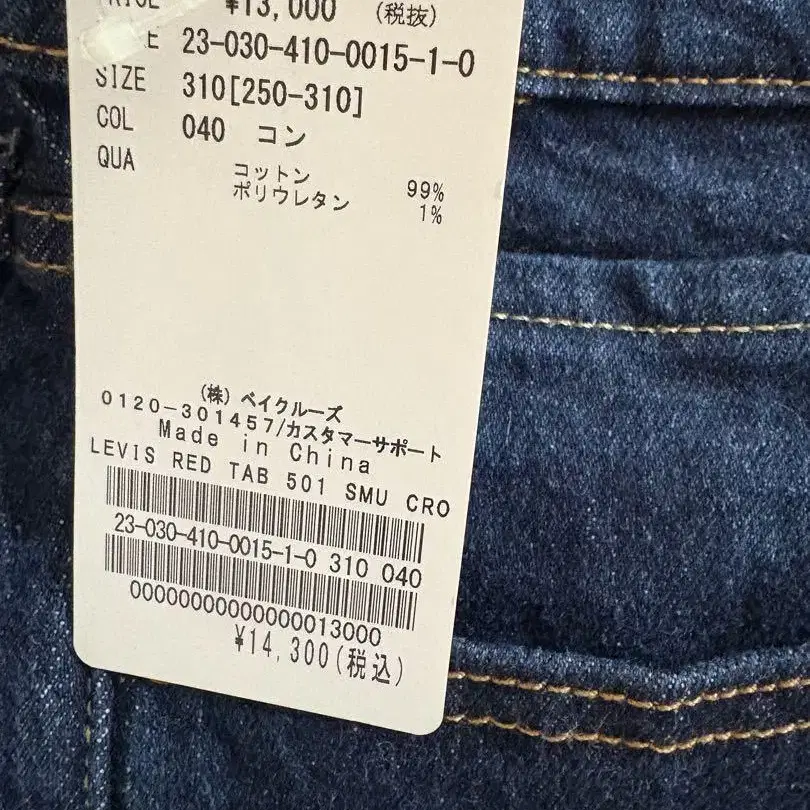 PRICE ¥13,000 (税抜)
E 23-030-410-0015-1-0
SIZE 310[250-310]
COL 040 コン
QUA コットン 99%
ポリウレタン 1%
(株) ベイクルーズ
0120-301457/カスタマーサポート
Made in China
LEVIS RED TAB 501 SMU CRO
23-030-410-0015-1-0 310 040
00000000000000013000
¥14,300(税込)